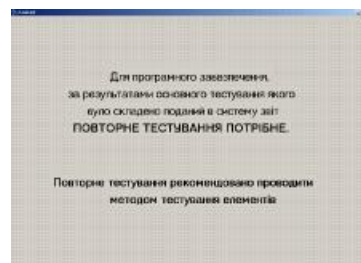 Для програмного забезпечення,
за результатами основного тестування якого
було складено поданий в систему звіт
ПОВТОРНЕ ТЕСТУВАННЯ ПОТРІБНЕ.
Повторне тестування рекомендовано проводити
методом тестування елементів